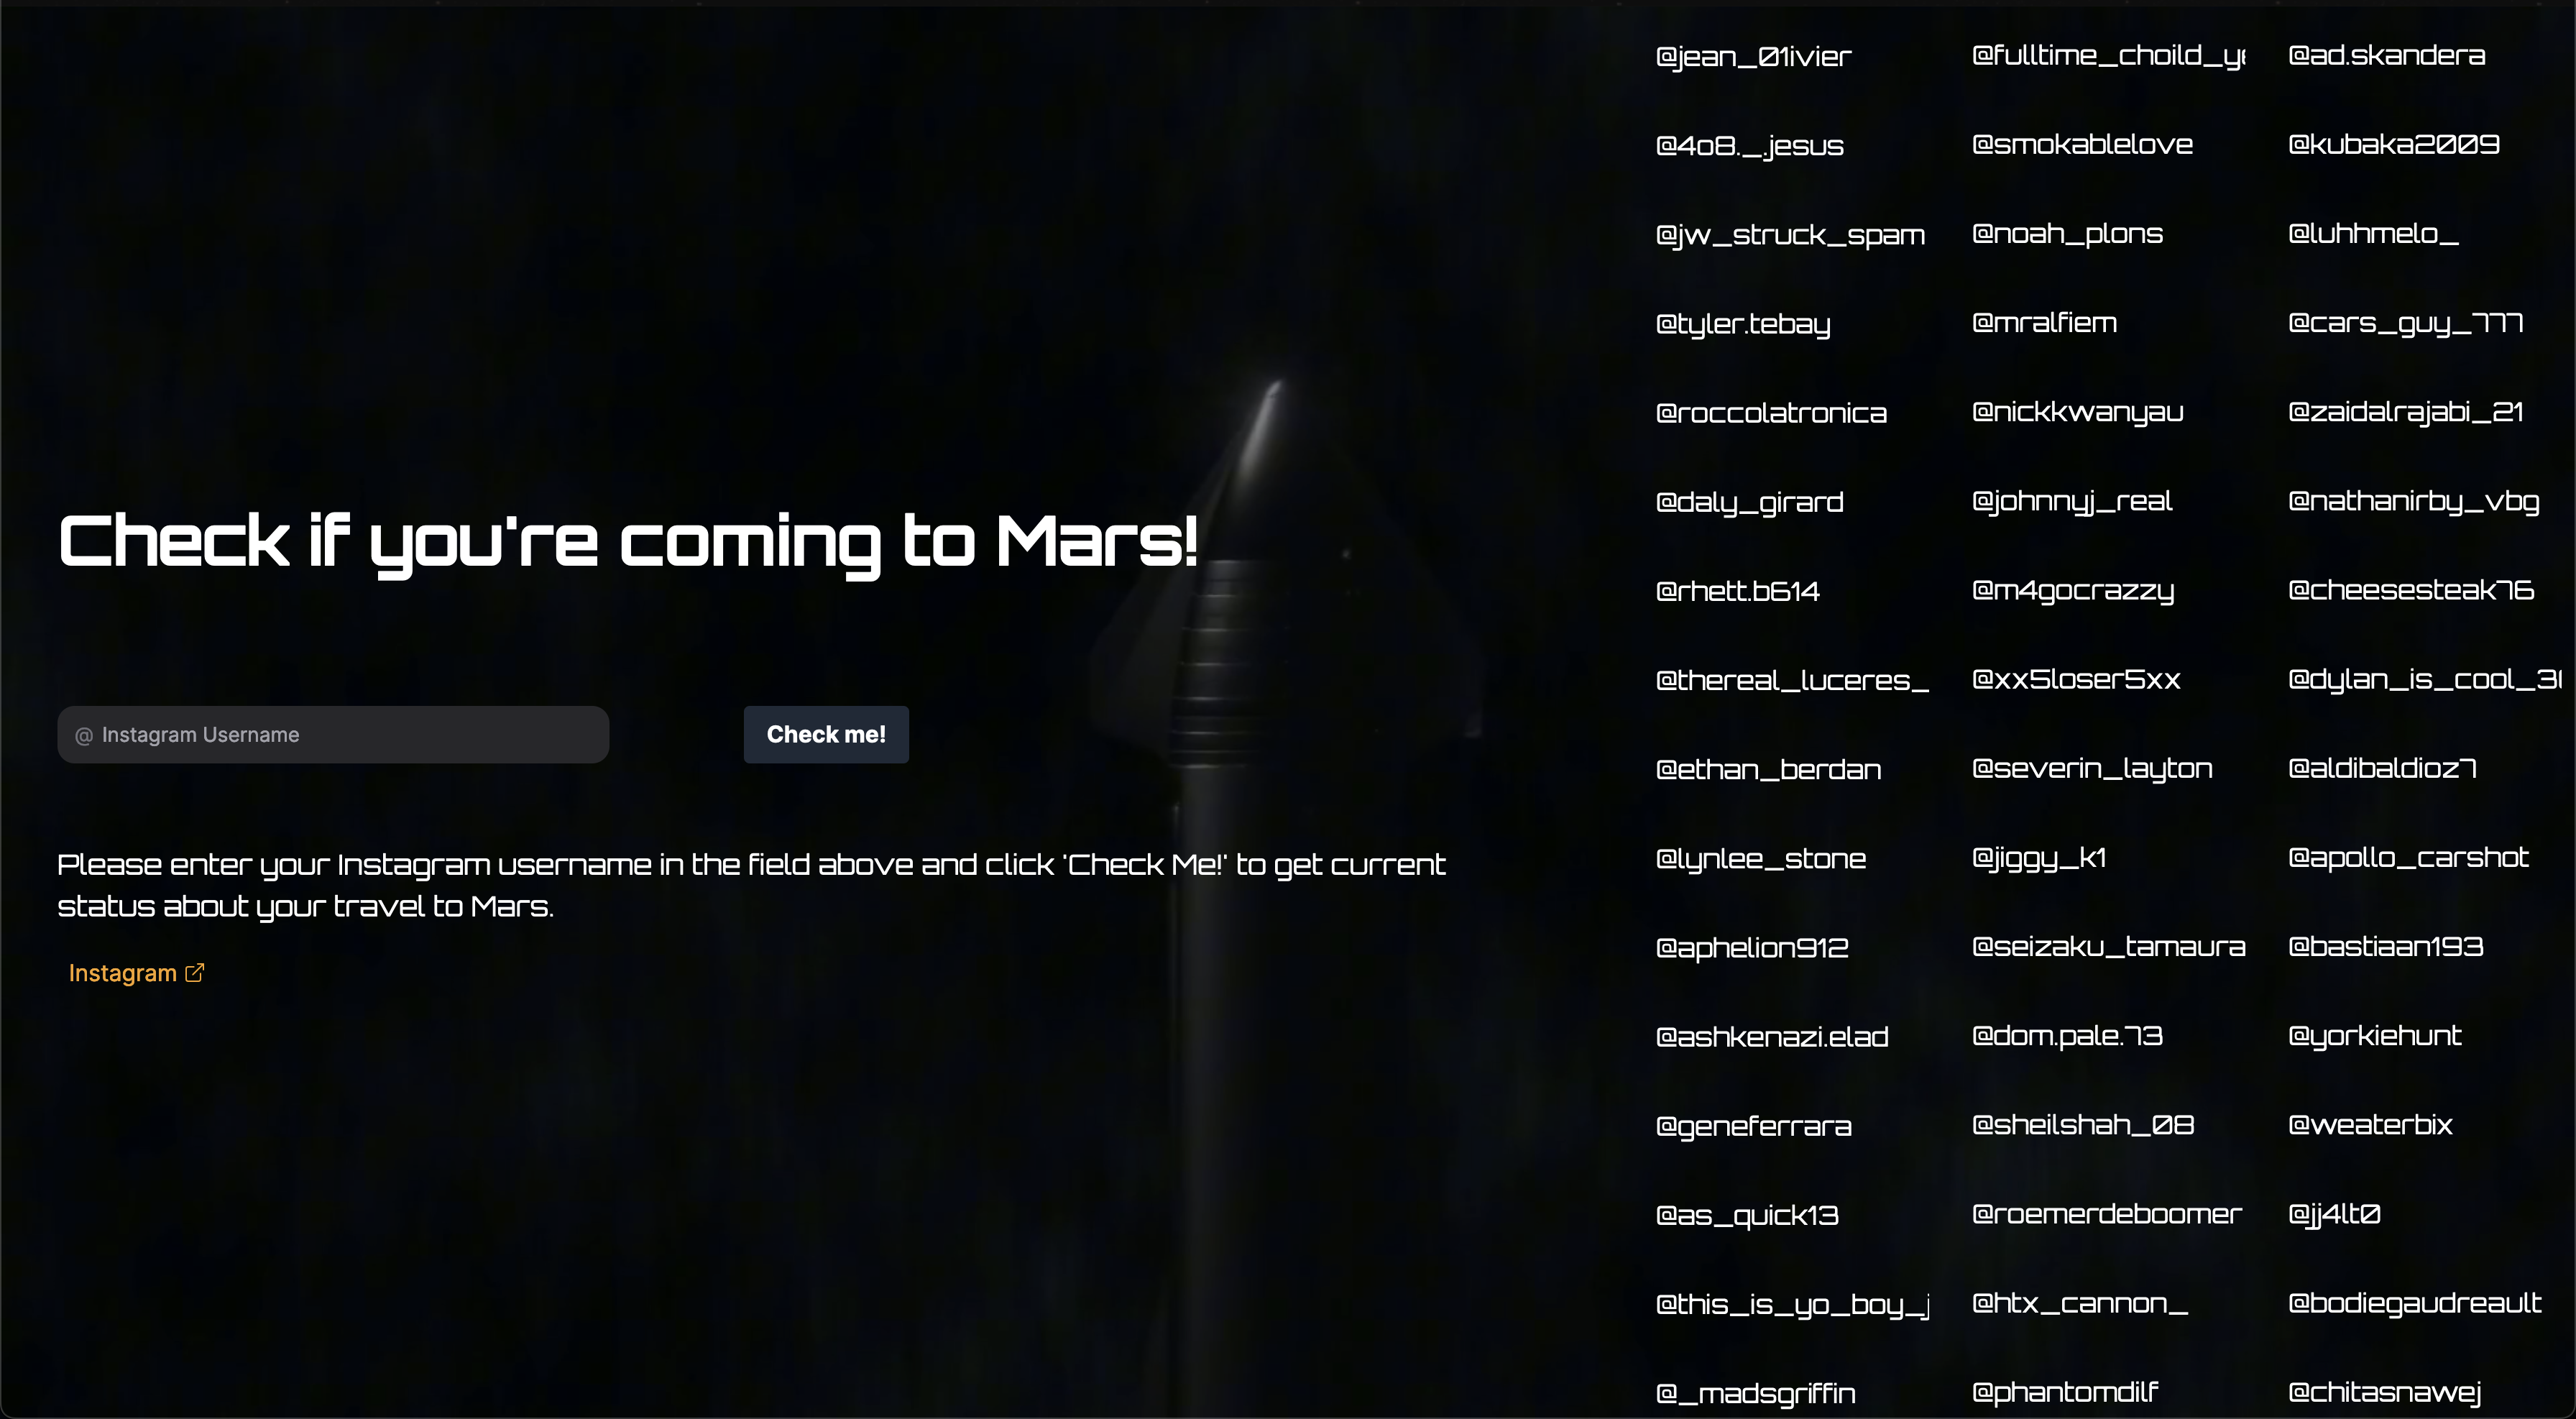 Check if you're coming to Mars!
@ Instagram Username
Check me!
Please enter your Instagram username in the field above and click 'Check Me!' to get current
status about your travel to Mars.
Instagram
@jean_01ivier
@4o8._.jesus
@jw_struck_spam
@tyler.tebay
@roccolatronica
@daly_girard
@rhett.b614
@thereal_luceres_
@ethan_berdan
@lynlee_stone
@aphelion912
@ashkenazi.elad
@geneferrara
@as_quick13
@this_is_yo_boy_j
@_madsgriffin
@fulltime_choild_y
@smokablelove
@noah_plons
@mralfiem
@nickkwanyau
@johnnyj_real
@m4gocrazzy
@xx5loser5xx
@severin_layton
@jiggy_k1
@seizaku_tamaura
@dom.pale.73
@sheilshah_08
@roemerdeboomer
@htx_cannon_
@phantomdilf
@ad.skandera
@kubaka2009
@luhhmelo_
@cars_guy_777
@zaidalrajabi_21
@nathanirby_vbg
@cheesesteak76
@dylan_is_cool_3
@aldibaldioz7
@apollo_carshot
@bastiaan193
@yorkiehunt
@weaterbix
@jj4lt0
@bodiegaudreault
@chitasnawej